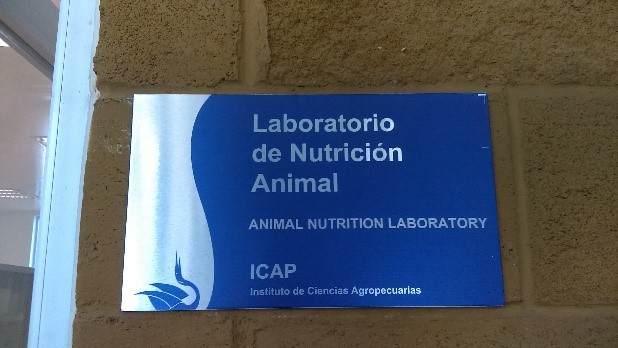 Laboratorio
de Nutrición
Animal
ANIMAL NUTRITION LABORATORY
ICAP
Instituto de Ciencias Agropecuarias